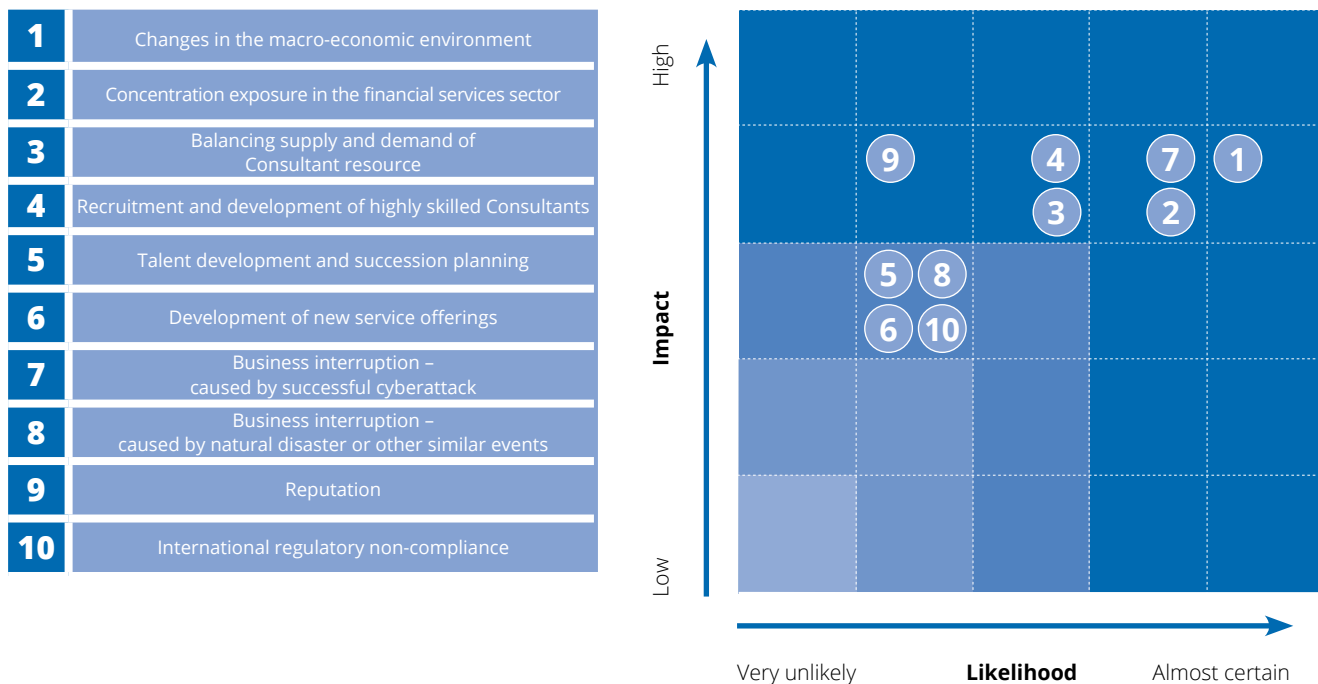 1
Changes in the macro-economic environment
2
Concentration exposure in the financial services sector
3
Balancing supply and demand of
Consultant resource
4
Recruitment and development of highly skilled Consultants
5
Talent development and succession planning
6
Development of new service offerings
7
Business interruption –
caused by successful cyberattack
8
Business interruption –
caused by natural disaster or other similar events
9
Reputation
10
International regulatory non-compliance
High
Impact
Low
9 4 7 1
3 2
5 8
6 10
Very unlikely Likelihood Almost certain